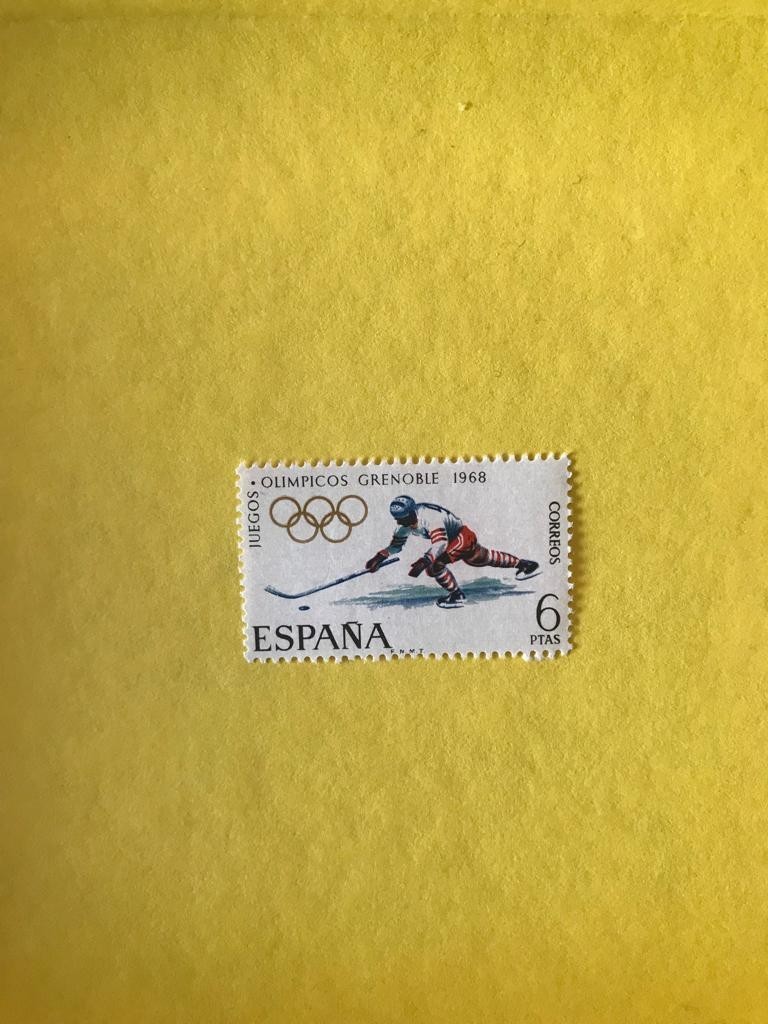 JUEGOS • OLIMPICOS GRENOBLE 1968
CORREOS
6
PTAS
ESPAÑA
F N M T